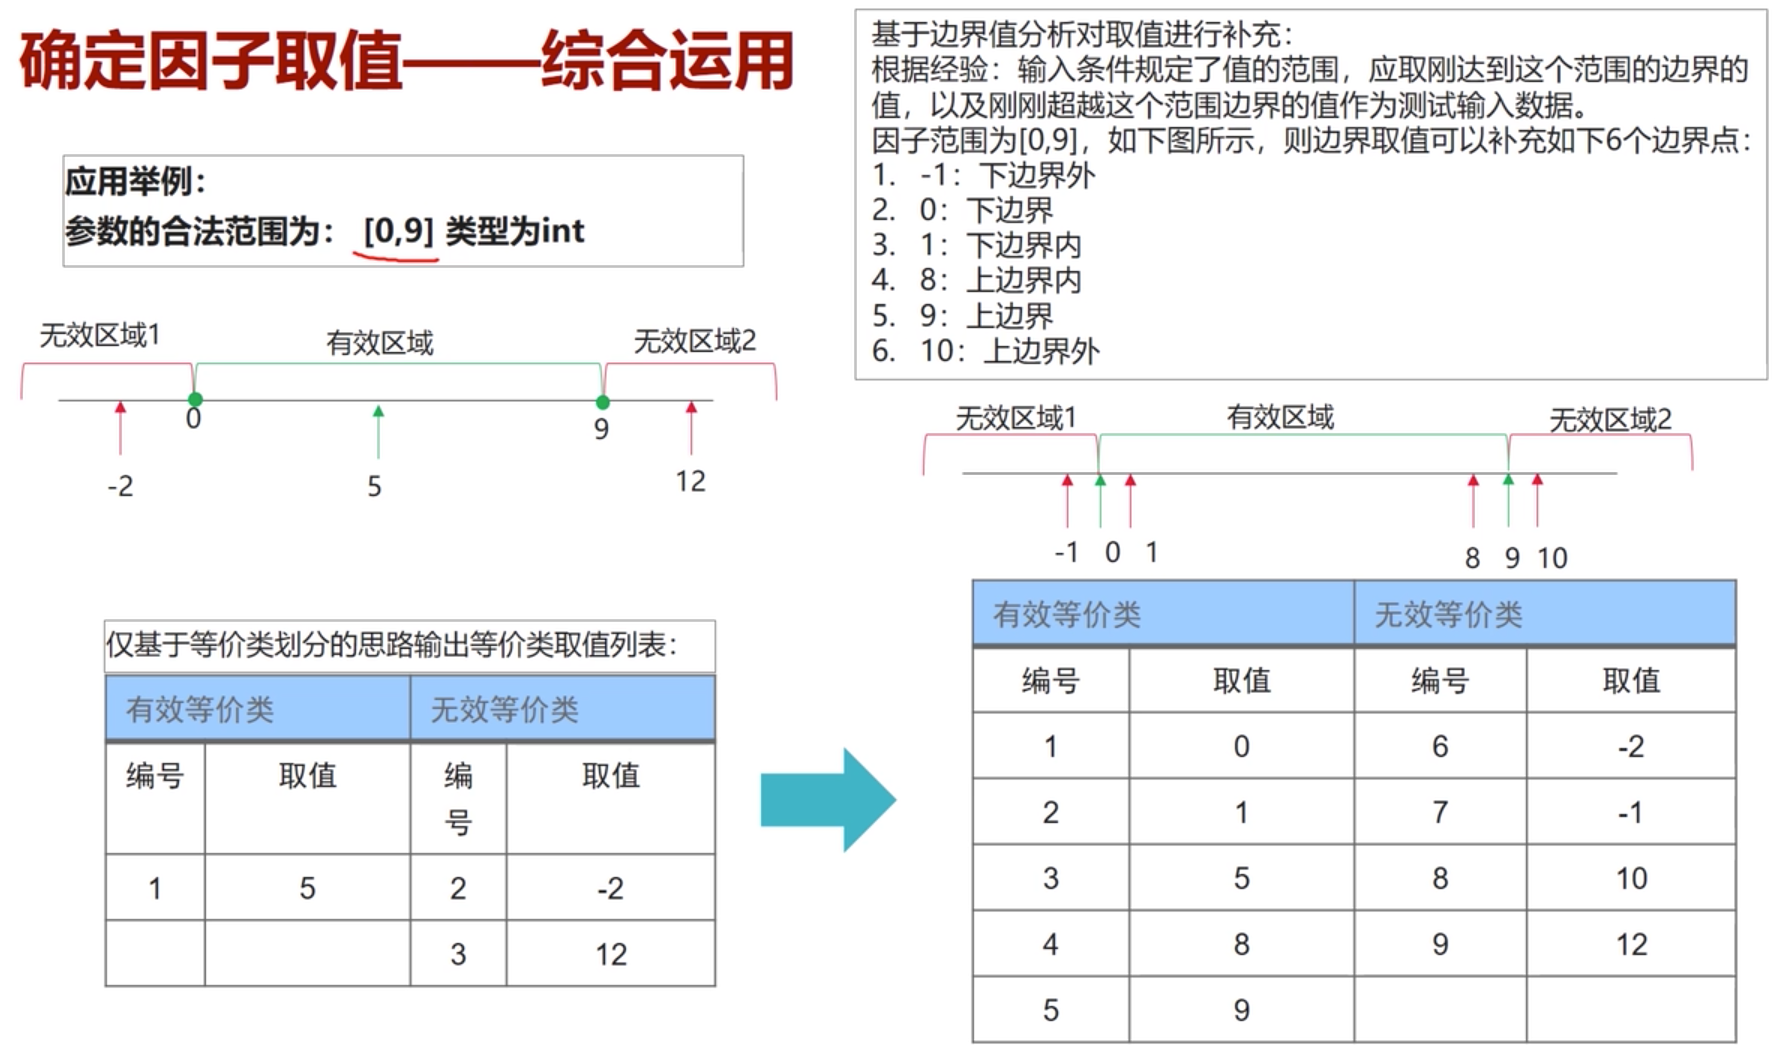 确定因子取值——综合运用
应用举例：
参数的合法范围为： [0,9] 类型为int
无效区域1
有效区域
无效区域2
0
9
-2
5
12
仅基于等价类划分的思路输出等价类取值列表：
有效等价类 无效等价类
编号 取值 编号 取值
1 5 2 -2
3 12
基于边界值分析对取值进行补充：
根据经验：输入条件规定了值的范围，应取刚达到这个范围的边界的
值，以及刚刚超越这个范围边界的值作为测试输入数据。
因子范围为[0,9]，如下图所示，则边界取值可以补充如下6个边界点：
1. -1：下边界外
2. 0：下边界
3. 1：下边界内
4. 8：上边界内
5. 9：上边界
6. 10：上边界外
无效区域1
有效区域
无效区域2
-1 0 1
8 9 10
有效等价类 无效等价类
编号 取值 编号 取值
1 0 6 -2
2 1 7 -1
3 5 8 10
4 8 9 12
5 9